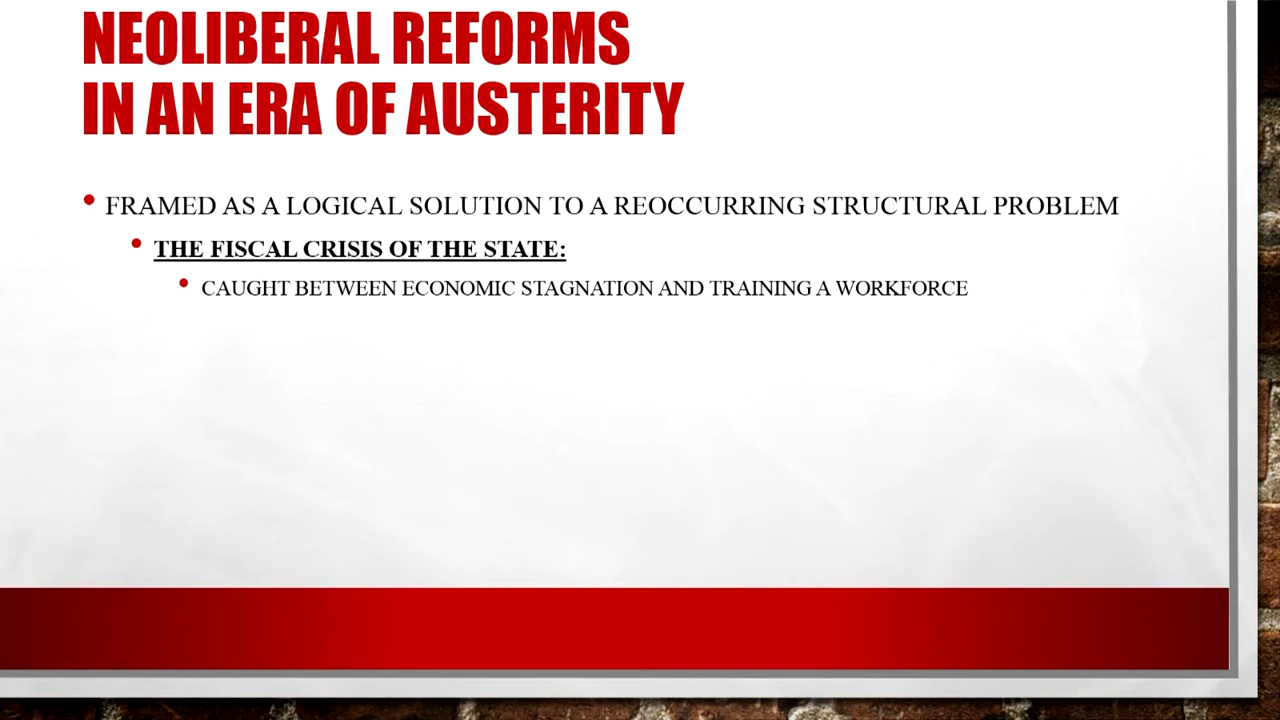 NEOLIBERAL REFORMS
IN AN ERA OF AUSTERITY
• FRAMED AS A LOGICAL SOLUTION TO A REOCCURRING STRUCTURAL PROBLEM
• THE FISCAL CRISIS OF THE STATE:
• CAUGHT BETWEEN ECONOMIC STAGNATION AND TRAINING A WORKFORCE